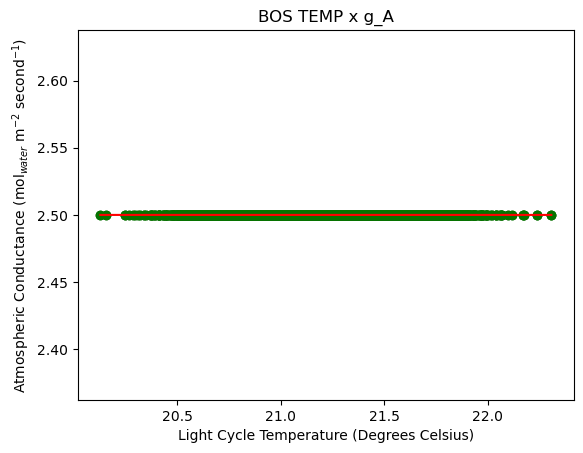 BOS TEMP x g_A
Atmospheric Conductance (mol_water m⁻² second⁻¹)
2.60
2.55
2.50
2.45
2.40
20.5 21.0 21.5 22.0
Light Cycle Temperature (Degrees Celsius)